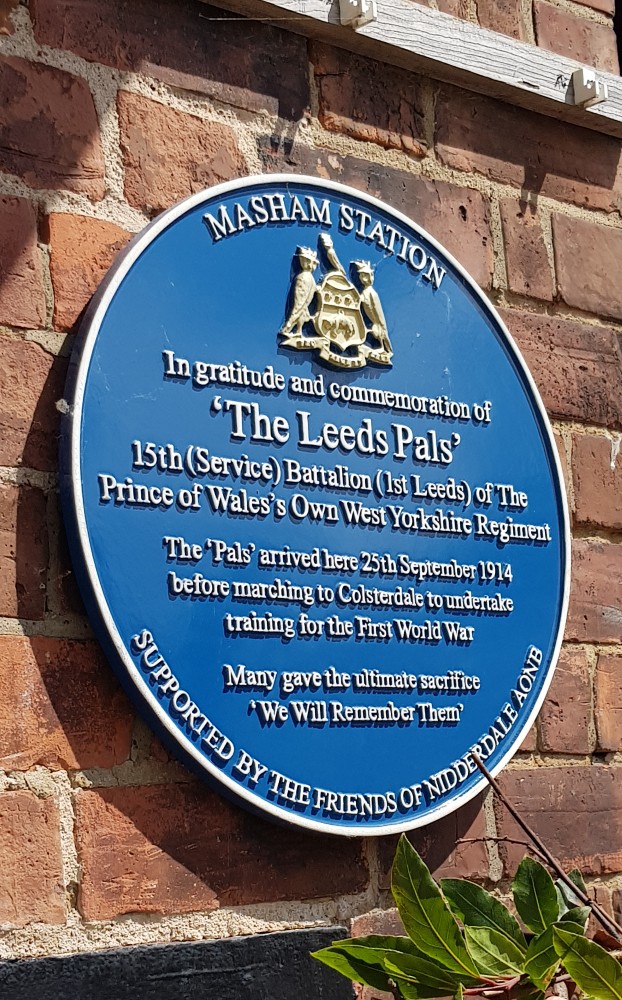 MASHAM STATION
In gratitude and commemoration of
'The Leeds Pals'
15th (Service) Battalion (1st Leeds) of The
Prince of Wales's Own West Yorkshire Regiment
The 'Pals' arrived here 25th September 1914
before marching to Colsterdale to undertake
training for the First World War
Many gave the ultimate sacrifice
'We Will Remember Them'
SUPPORTED BY THE FRIENDS OF NIDDERDALE AONB